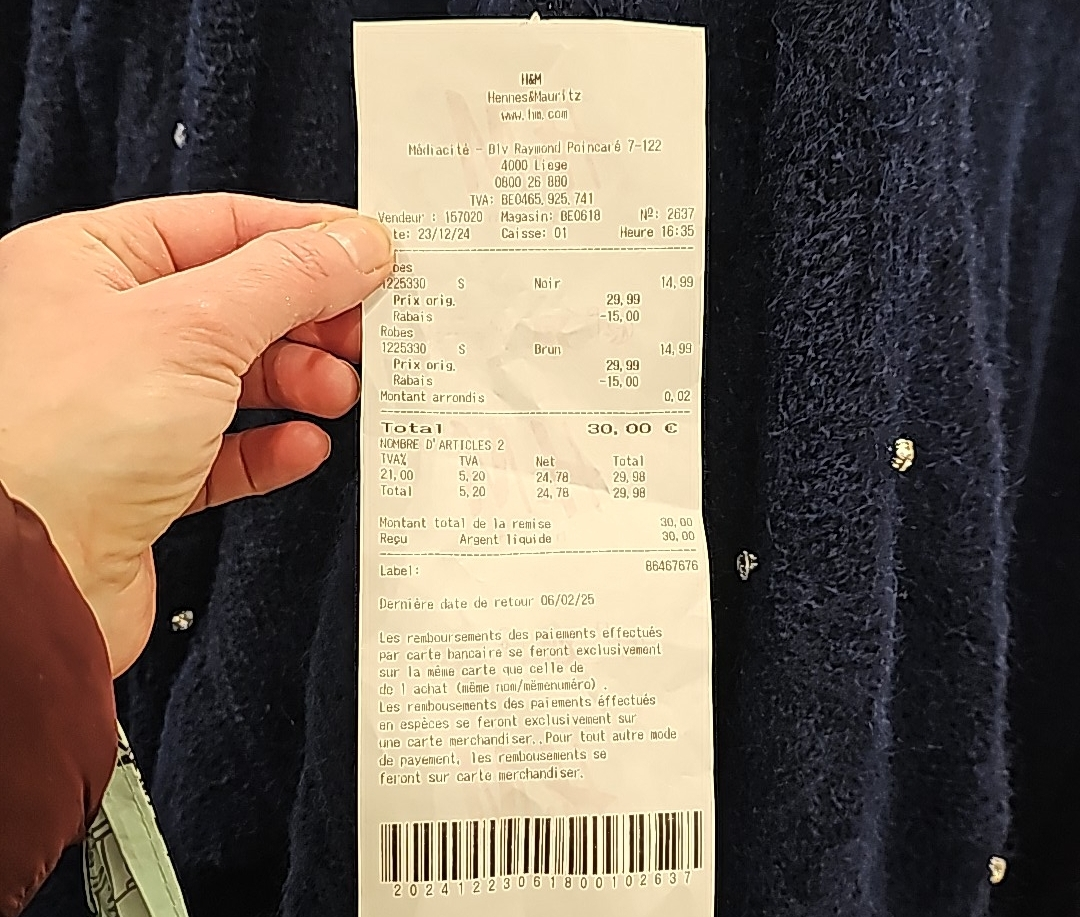 H&M
Hennes&Mauritz
www.hm.com
Médiacité - Blv Raymond Poincaré 7-122
4000 Liege
0800 26 880
TVA: BE0465.925.741
Vendeur : 157020 Magasin: BE0618 Nº: 2637
te: 23/12/24 Caisse: 01 Heure 16:35
bes
1225330 S Noir 14,99
Prix orig. 29,99
Rabais -15,00
Robes
1225330 S Brun 14,99
Prix orig. 29,99
Rabais -15,00
Montant arrondis 0,02
Total 30,00 €
NOMBRE D'ARTICLES 2
TVA% TVA Net Total
21,00 5,20 24,78 29,98
Total 5,20 24,78 29,98
Montant total de la remise 30,00
Reçu Argent liquide 30,00
Label: 86467676
Dernière date de retour 06/02/25
Les remboursements des paiements effectués
par carte bancaire se feront exclusivement
sur la même carte que celle de
de l achat (même nom/mêmenuméro) .
Les rembousements des paiements éffectués
en espèces se feront exclusivement sur
une carte merchandiser..Pour tout autre mode
de payement, les rembousements se
feront sur carte merchandiser.
2024122306180010 2637